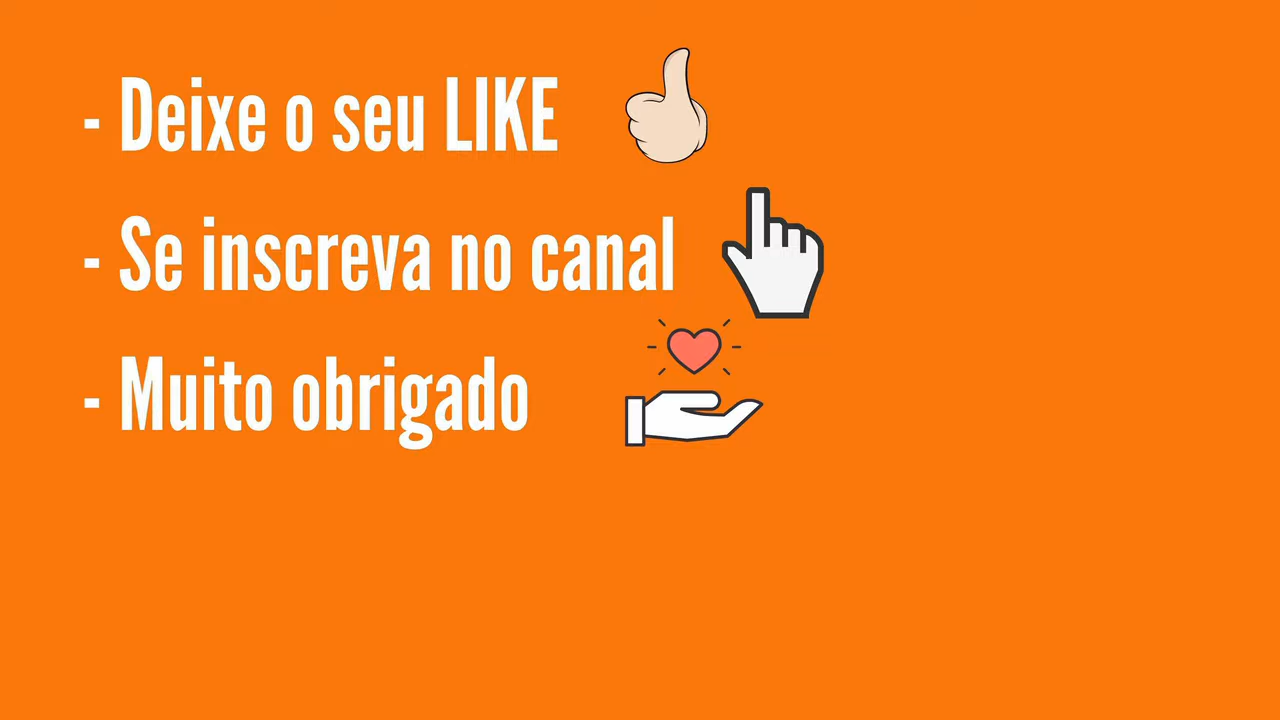 - Deixe o seu LIKE
- Se inscreva no canal
- Muito obrigado